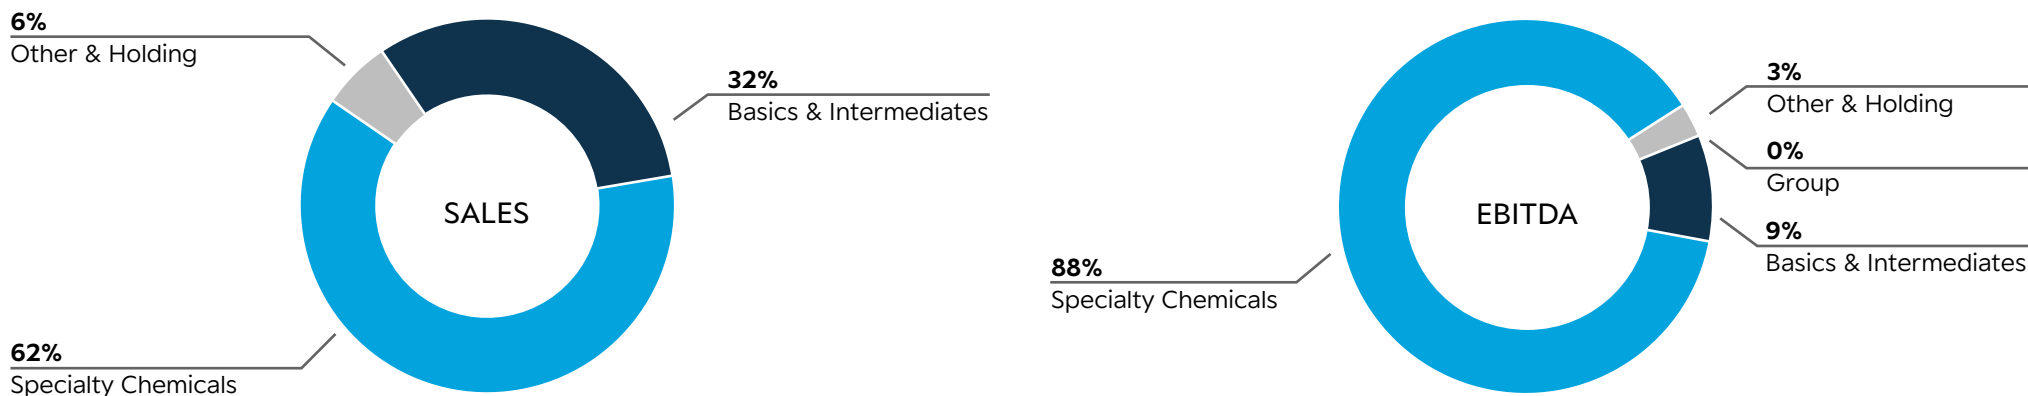 6%
Other & Holding
32%
Basics & Intermediates
SALES
62%
Specialty Chemicals
3%
Other & Holding
0%
Group
EBITDA
9%
Basics & Intermediates
88%
Specialty Chemicals